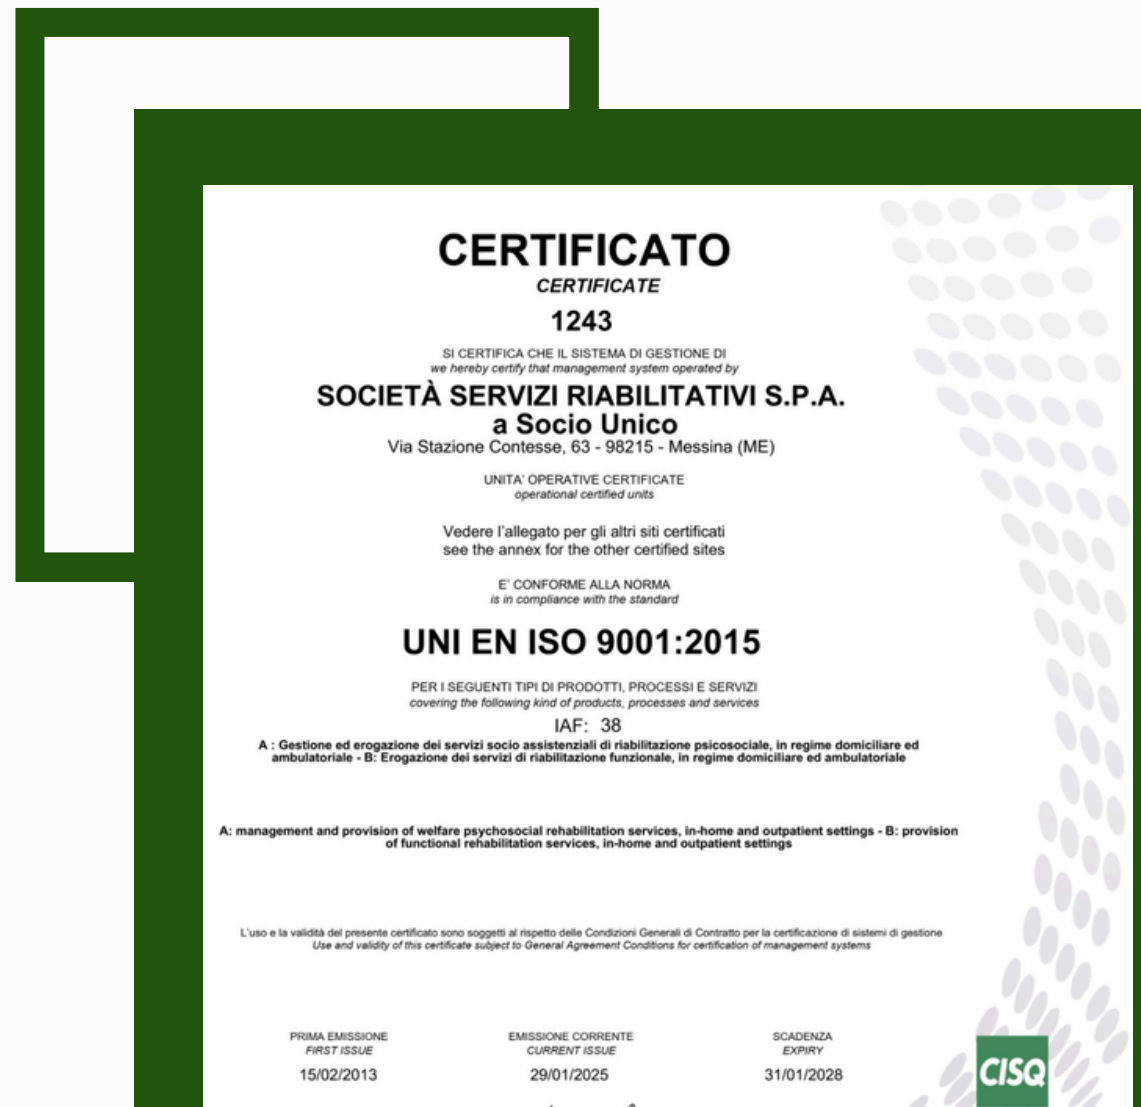 CERTIFICATO
CERTIFICATE
1243
SI CERTIFICA CHE IL SISTEMA DI GESTIONE DI
we hereby certify that management system operated by
SOCIETÀ SERVIZI RIABILITATIVI S.P.A.
a Socio Unico
Via Stazione Contesse, 63 - 98215 - Messina (ME)
UNITA' OPERATIVE CERTIFICATE
operational certified units
Vedere l'allegato per gli altri siti certificati
see the annex for the other certified sites
E' CONFORME ALLA NORMA
is in compliance with the standard
UNI EN ISO 9001:2015
PER I SEGUENTI TIPI DI PRODOTTI, PROCESSI E SERVIZI
covering the following kind of products, processes and services
IAF: 38
A : Gestione ed erogazione dei servizi socio assistenziali di riabilitazione psicosociale, in regime domiciliare ed
ambulatoriale - B: Erogazione dei servizi di riabilitazione funzionale, in regime domiciliare ed ambulatoriale
A: management and provision of welfare psychosocial rehabilitation services, in-home and outpatient settings - B: provision
of functional rehabilitation services, in-home and outpatient settings
L'uso e la validità del presente certificato sono soggetti al rispetto delle Condizioni Generali di Contratto per la certificazione di sistemi di gestione
Use and validity of this certificate subject to General Agreement Conditions for certification of management systems
PRIMA EMISSIONE EMISSIONE CORRENTE SCADENZA
FIRST ISSUE CURRENT ISSUE EXPIRY
15/02/2013 29/01/2025 31/01/2028
CISQ